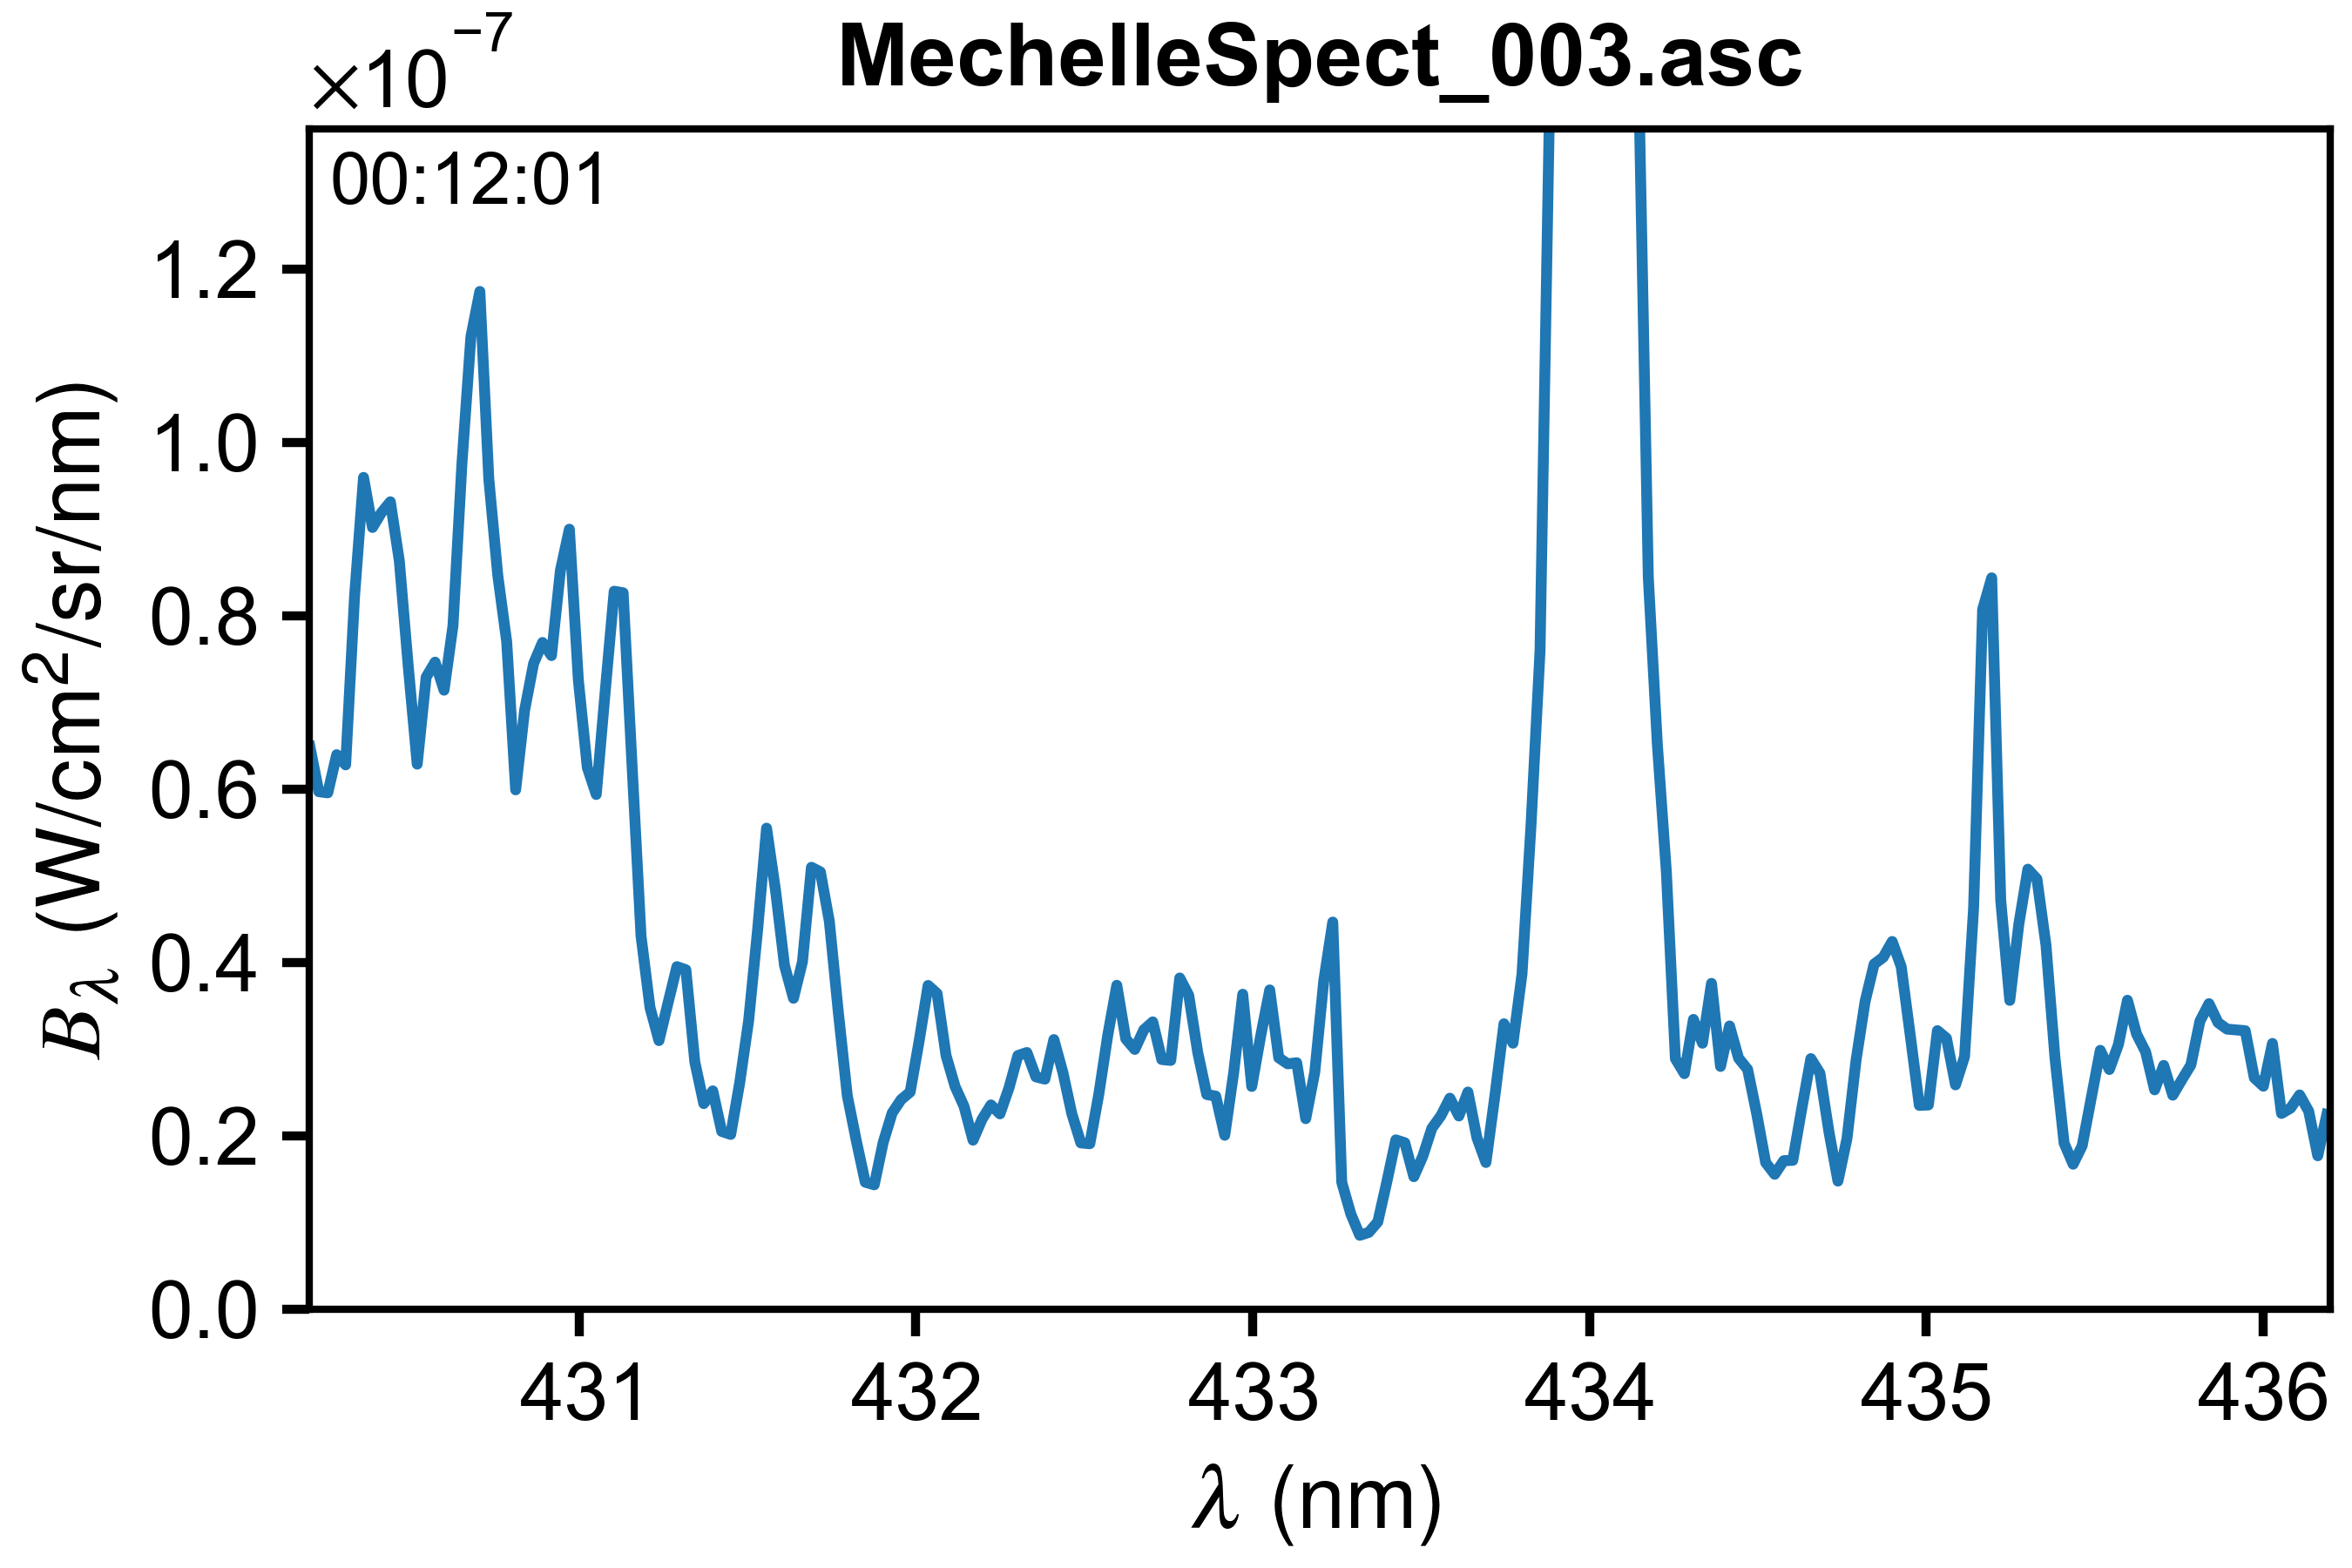 ×10⁻⁷
MechelleSpect_003.asc
00:12:01
1.2
1.0
0.8
0.6
0.4
0.2
0.0
B_λ (W/cm²/sr/nm)
431 432 433 434 435 436
λ (nm)